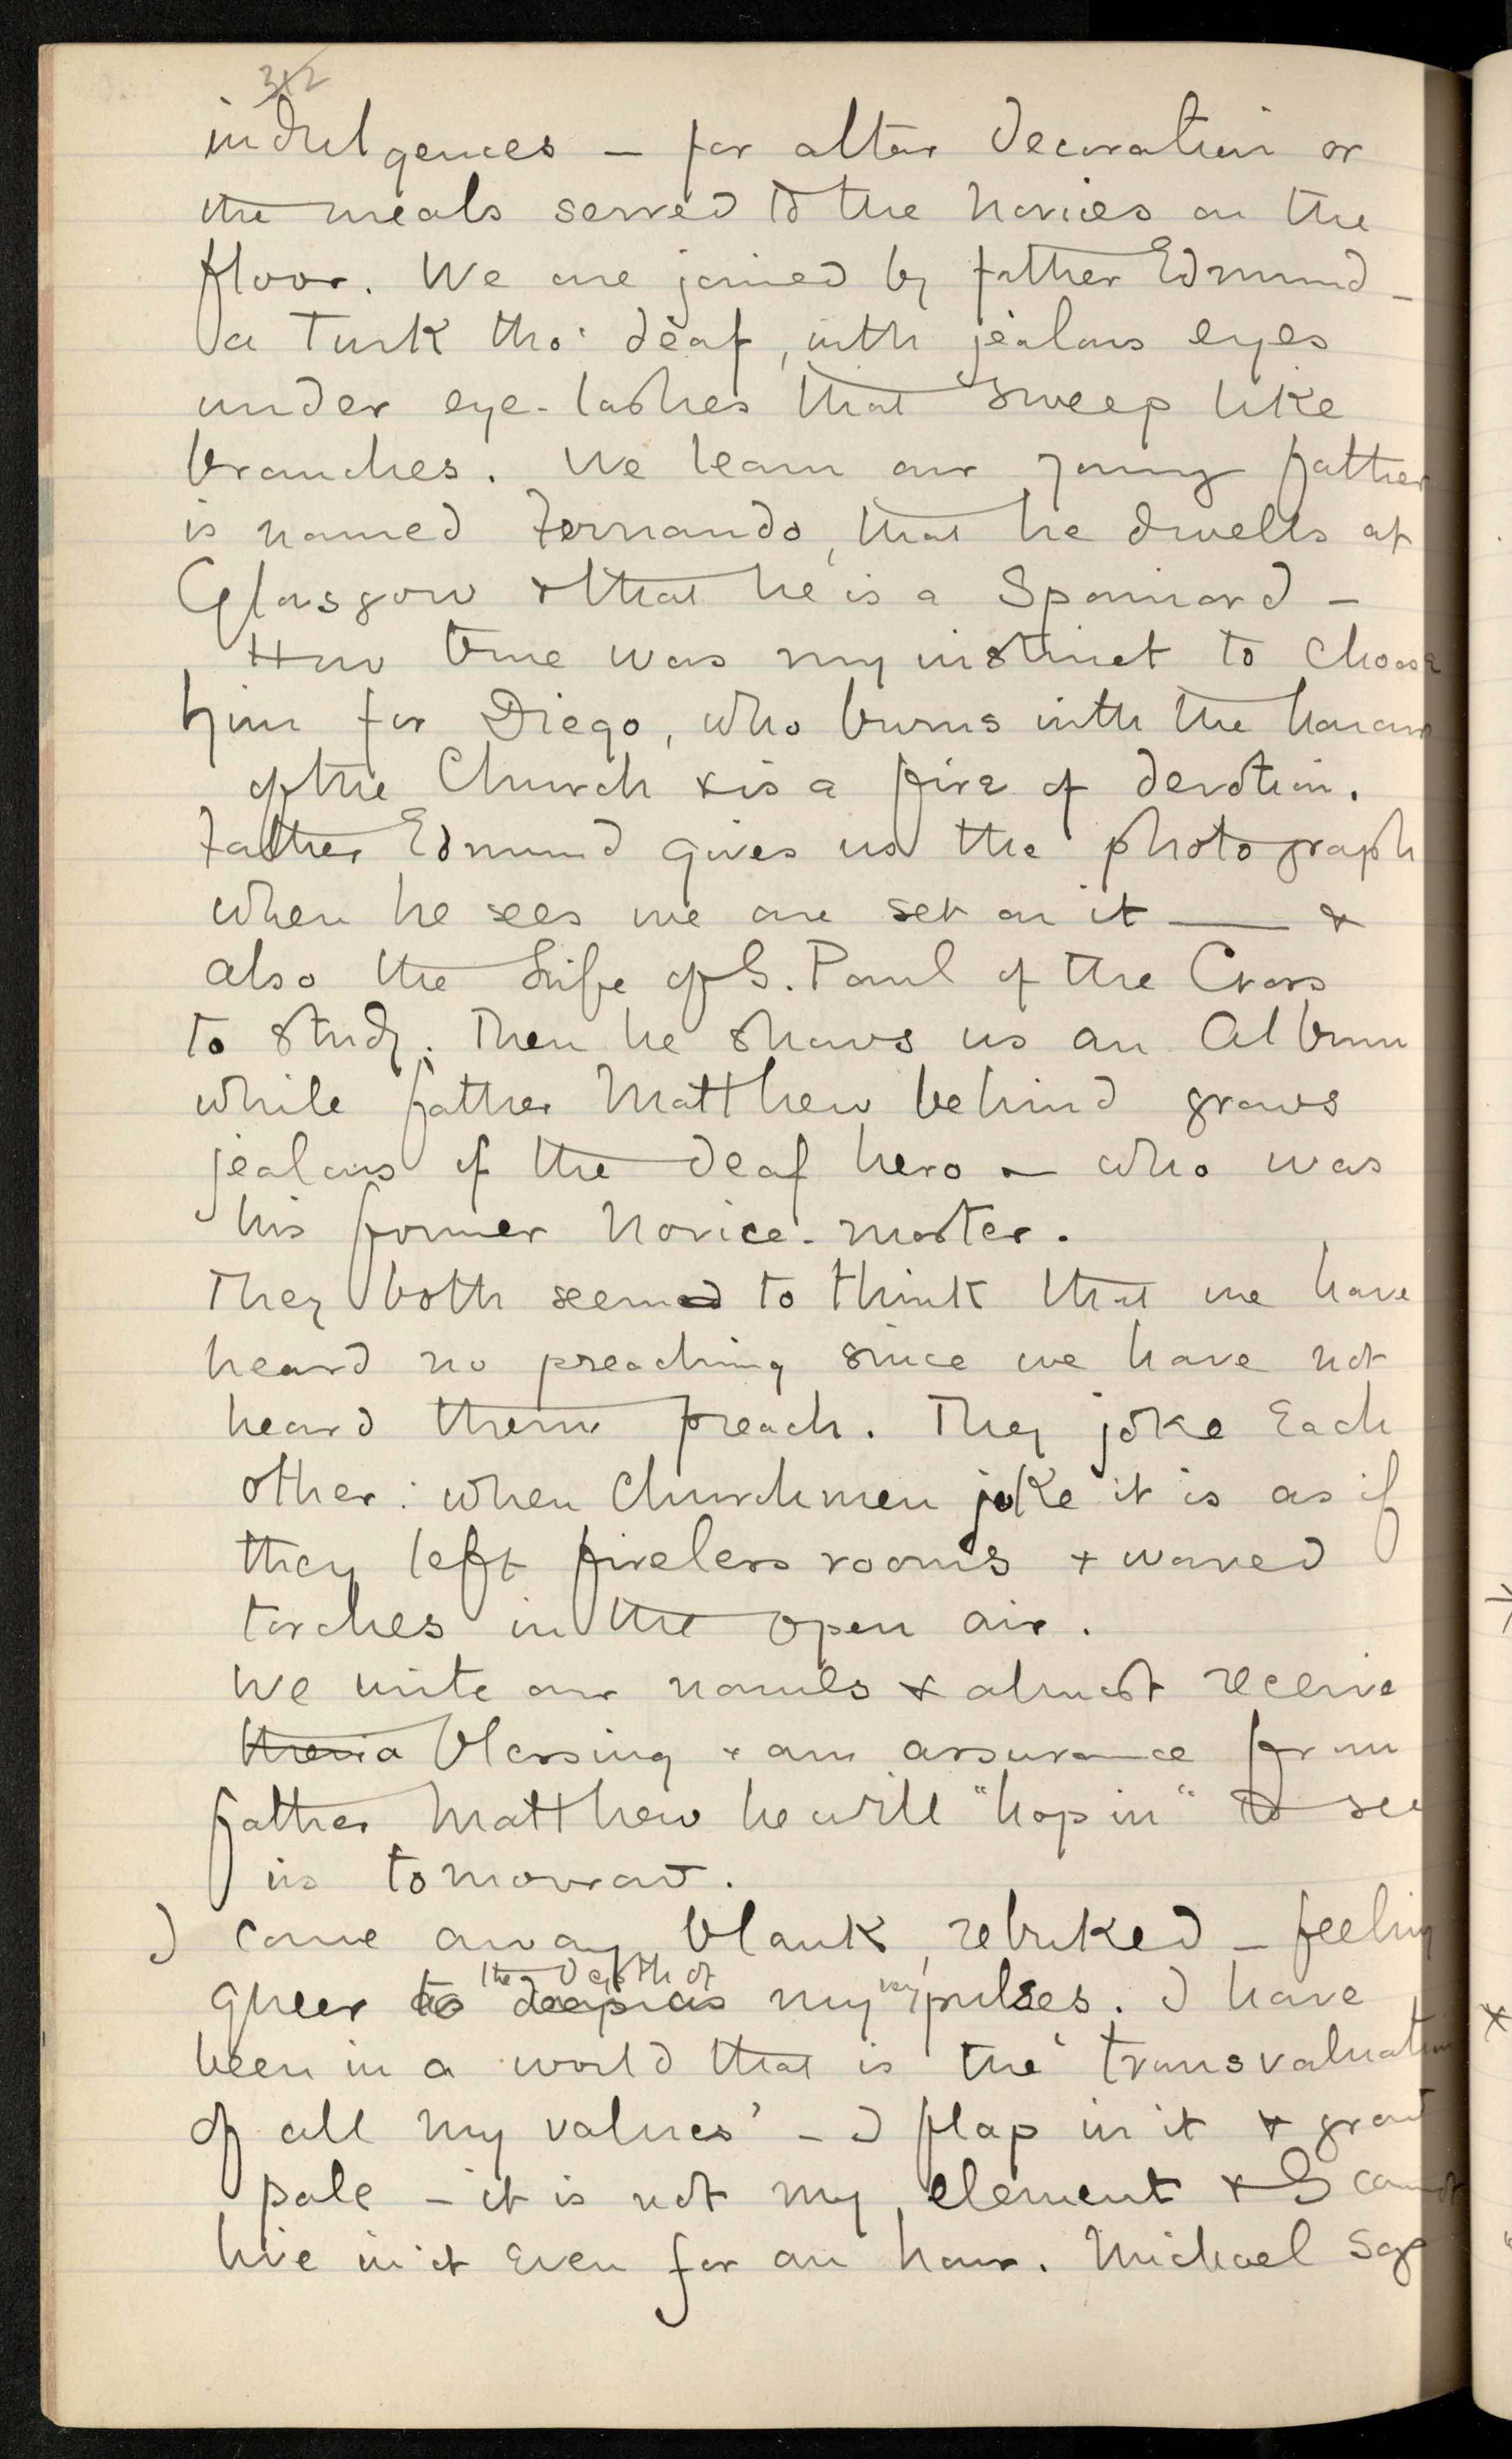 312
indulgences — for altar decoration or
the meals served to the novices on the
floor. We are joined by father Edmund —
a Turk tho' deaf, with jealous eyes
under eye-lashes that sweep like
branches. We learn our young father
is named Fernando, that he dwells at
Glasgow & that he is a Spaniard —
How true was my instinct to choose
him for Diego, who burns with the honour
of the Church & is a fire of devotion.
Father Edmund gives us the photograph
when he sees we are set on it — &
also the Life of S. Paul of the Cross
to study. Then he shows us an Album
while father Matthew behind grows
jealous of the deaf hero — who was
his former novice-master.
They both seemed to think that we have
heard no preaching since we have not
heard them preach. They joke Each
other: when Churchmen joke it is as if
they left fireless rooms & waved
torches in the open air.
We write our names & almost receive
a blessing & an assurance from
father Matthew he will "hop in" to see
us tomorrow.
I come away blank, rebuked — feeling
the depth of very
queer to deep as my pulses. I have
been in a world that is the 'transvaluation
of all my values' — I flap in it & grow
pale — it is not my element & I cannot
live in it Even for an hour. Michael says